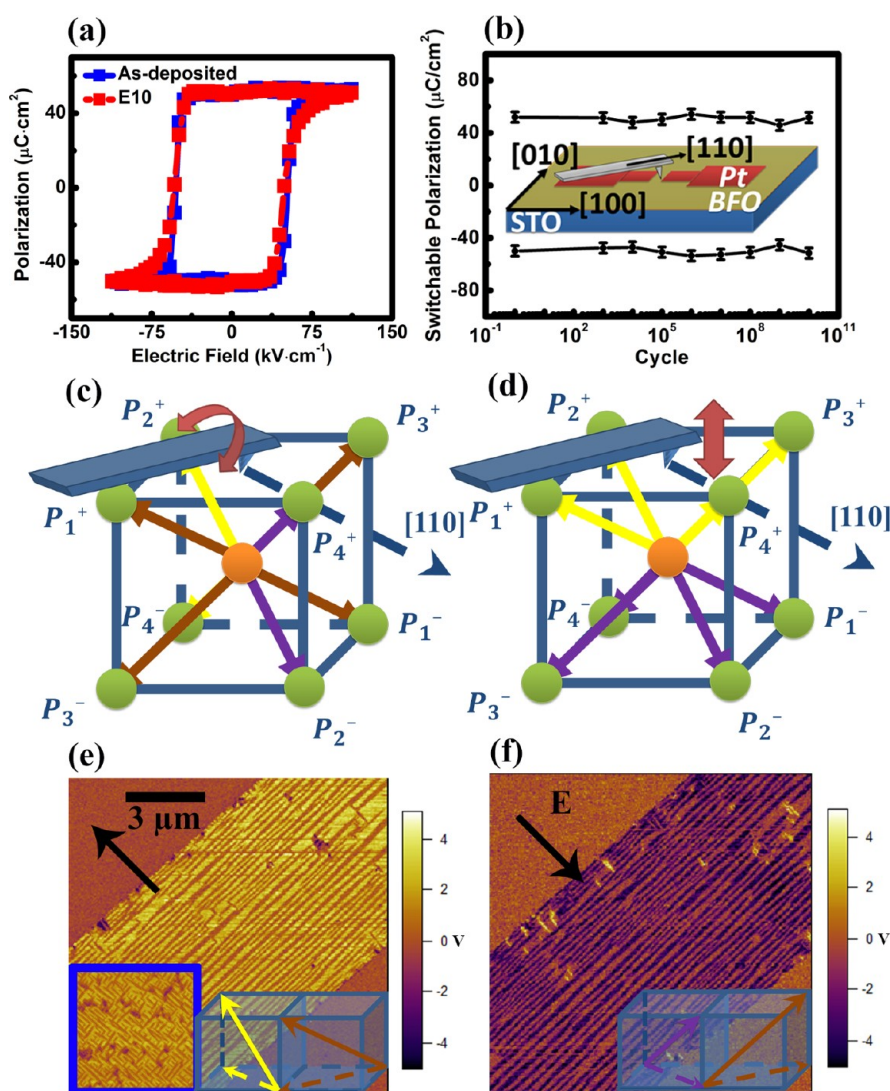 (a)
As-deposited
E10
Polarization (μC·cm²)
40
0
-40
-150
-75
0
75
150
Electric Field (kV·cm⁻¹)
(b)
Switchable Polarization (μC/cm²)
80
40
0
-40
-80
[010]
[110]
Pt
BFO
STO
[100]
10⁻¹
10²
10⁵
10⁸
10¹¹
Cycle
(c)
P₂⁺
P₃⁺
P₁⁺
P₄⁺
[110]
P₄⁻
P₁⁻
P₃⁻
P₂⁻
(d)
P₂⁺
P₃⁺
P₁⁺
P₄⁺
[110]
P₄⁻
P₁⁻
P₃⁻
P₂⁻
(e)
3 μm
4
2
0 V
-2
-4
(f)
E
4
2
0 V
-2
-4